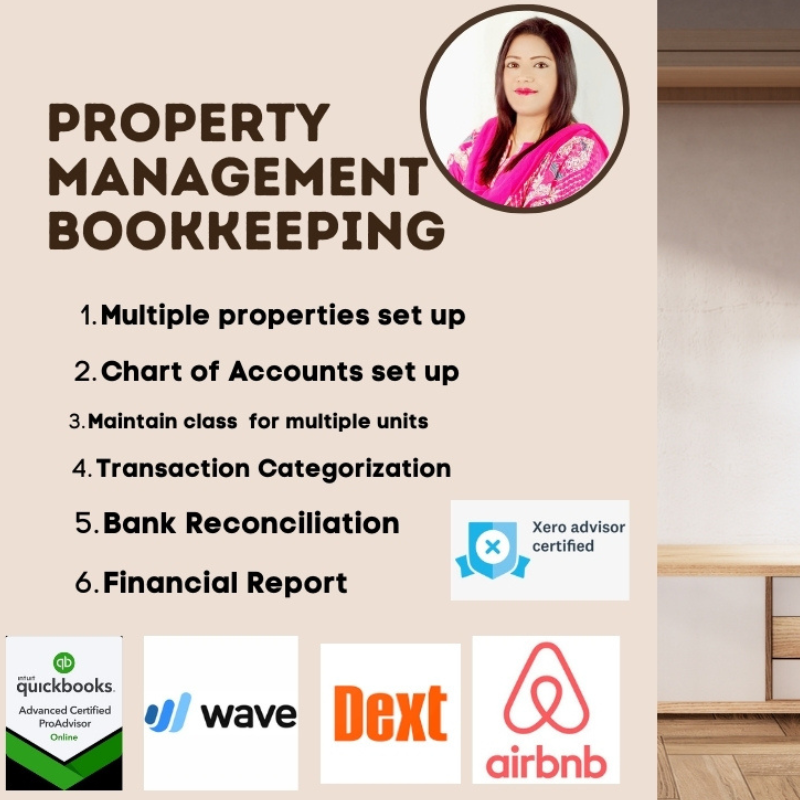 PROPERTY
MANAGEMENT
BOOKKEEPING
1. Multiple properties set up
2. Chart of Accounts set up
3. Maintain class for multiple units
4. Transaction Categorization
5. Bank Reconciliation
6. Financial Report
Xero advisor
certified
qb
intuit
quickbooks.
Advanced Certified
ProAdvisor
Online
wave
Dext
airbnb